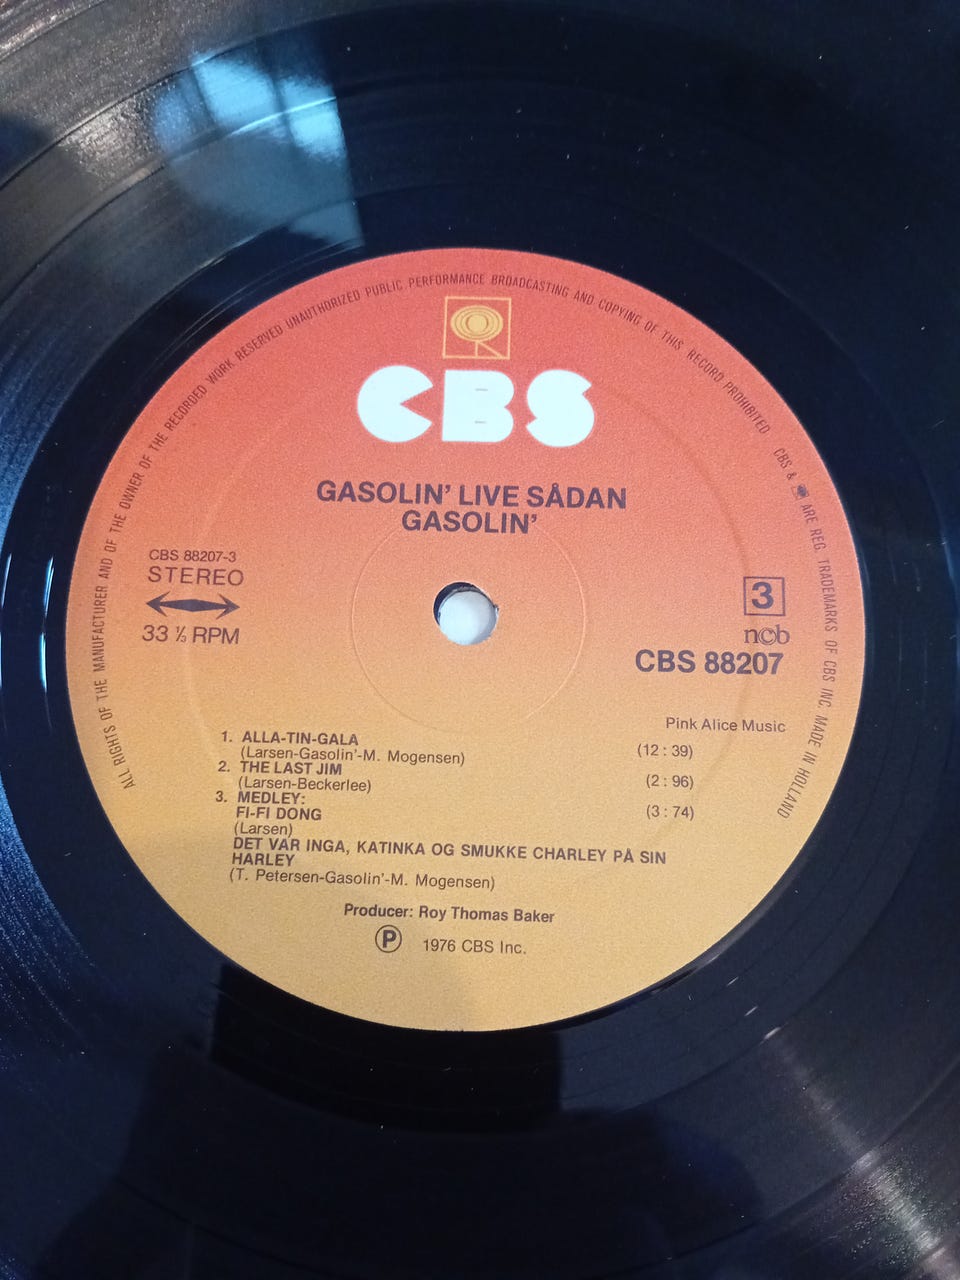 ALL RIGHTS OF THE MANUFACTURER AND OF THE OWNER OF THE RECORDED WORK RESERVED UNAUTHORIZED PUBLIC PERFORMANCE BROADCASTING AND COPYING OF THIS RECORD PROHIBITED CBS & ARE REG. TRADEMARKS OF CBS INC. MADE IN HOLLAND
CBS
GASOLIN' LIVE SÅDAN
GASOLIN'
CBS 88207-3
STEREO
33 ⅓ RPM
3
n©b
CBS 88207
Pink Alice Music
1. ALLA-TIN-GALA
(Larsen-Gasolin'-M. Mogensen) (12 : 39)
2. THE LAST JIM
(Larsen-Beckerlee) (2 : 96)
3. MEDLEY:
FI-FI DONG (3 : 74)
(Larsen)
DET VAR INGA, KATINKA OG SMUKKE CHARLEY PÅ SIN
HARLEY
(T. Petersen-Gasolin'-M. Mogensen)
Producer: Roy Thomas Baker
Ⓟ 1976 CBS Inc.